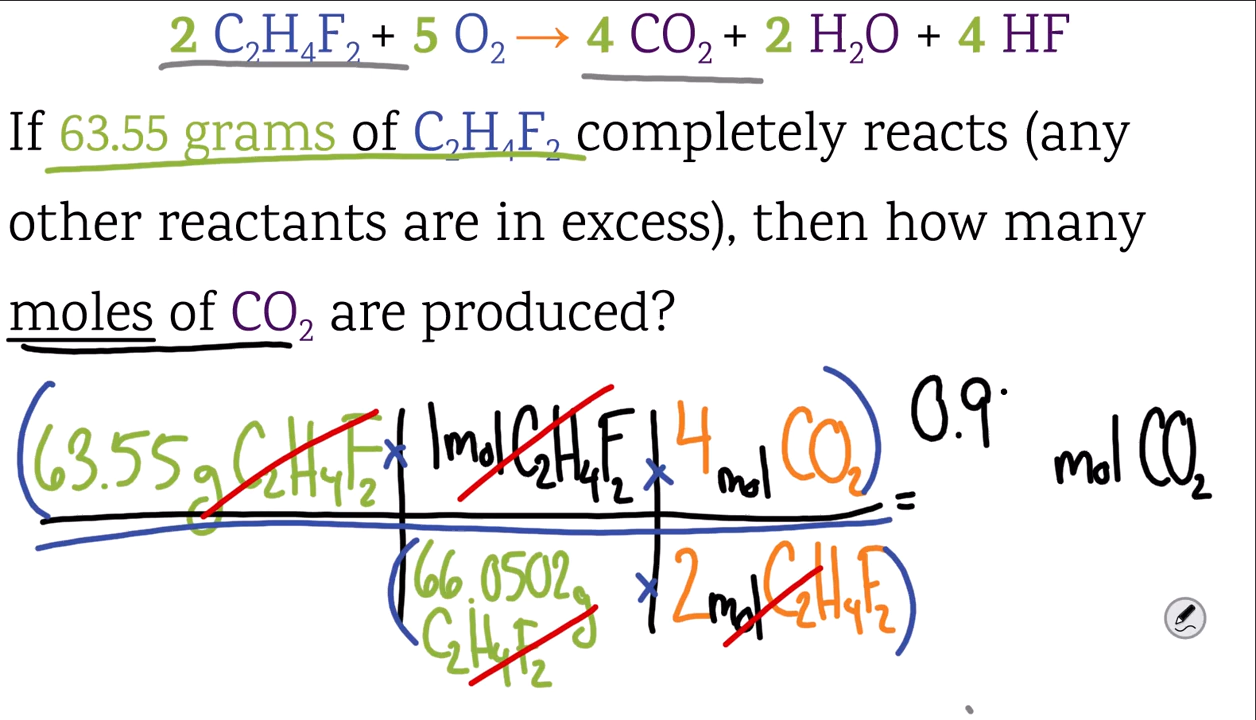 2 C₂H₄F₂ + 5 O₂ → 4 CO₂ + 2 H₂O + 4 HF
If 63.55 grams of C₂H₄F₂ completely reacts (any
other reactants are in excess), then how many
moles of CO₂ are produced?
(63.55 g C₂H₄F₂ × 1 mol C₂H₄F₂ × 4 mol CO₂) = 0.9 mol CO₂
(66.0502 g × 2 mol C₂H₄F₂)
C₂H₄F₂